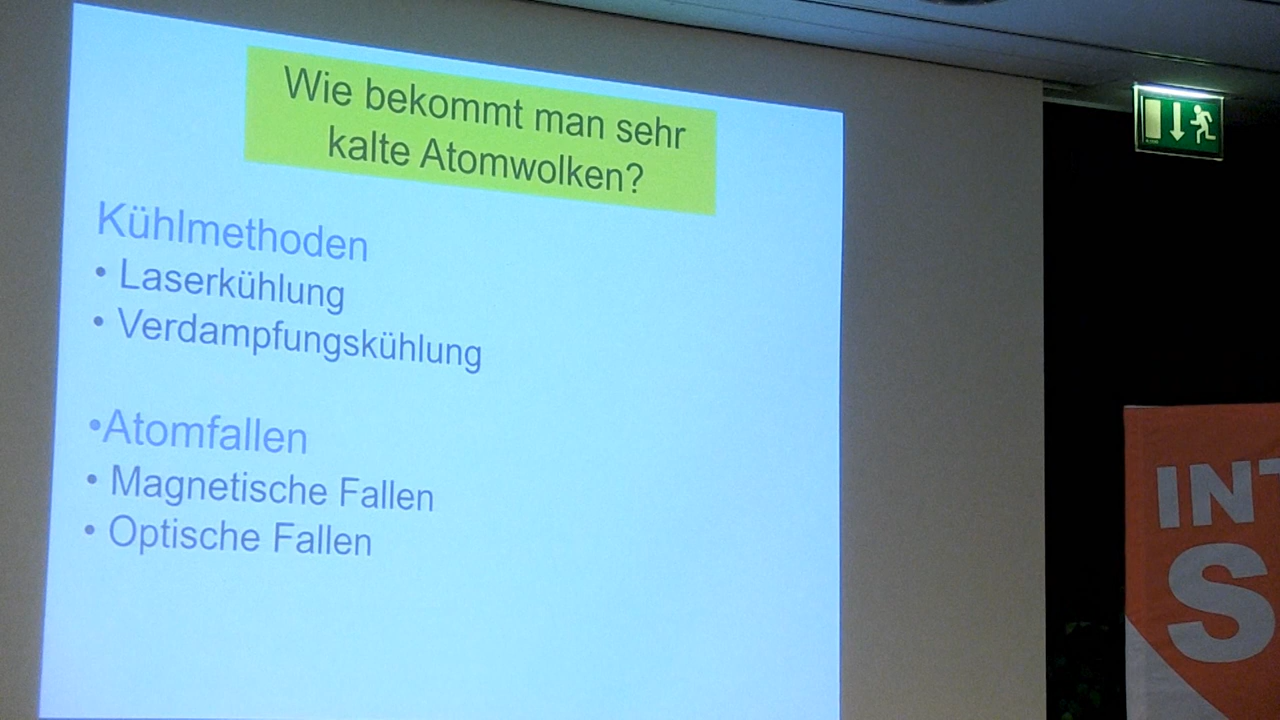 Wie bekommt man sehr
kalte Atomwolken?
Kühlmethoden
• Laserkühlung
• Verdampfungskühlung
•Atomfallen
• Magnetische Fallen
• Optische Fallen